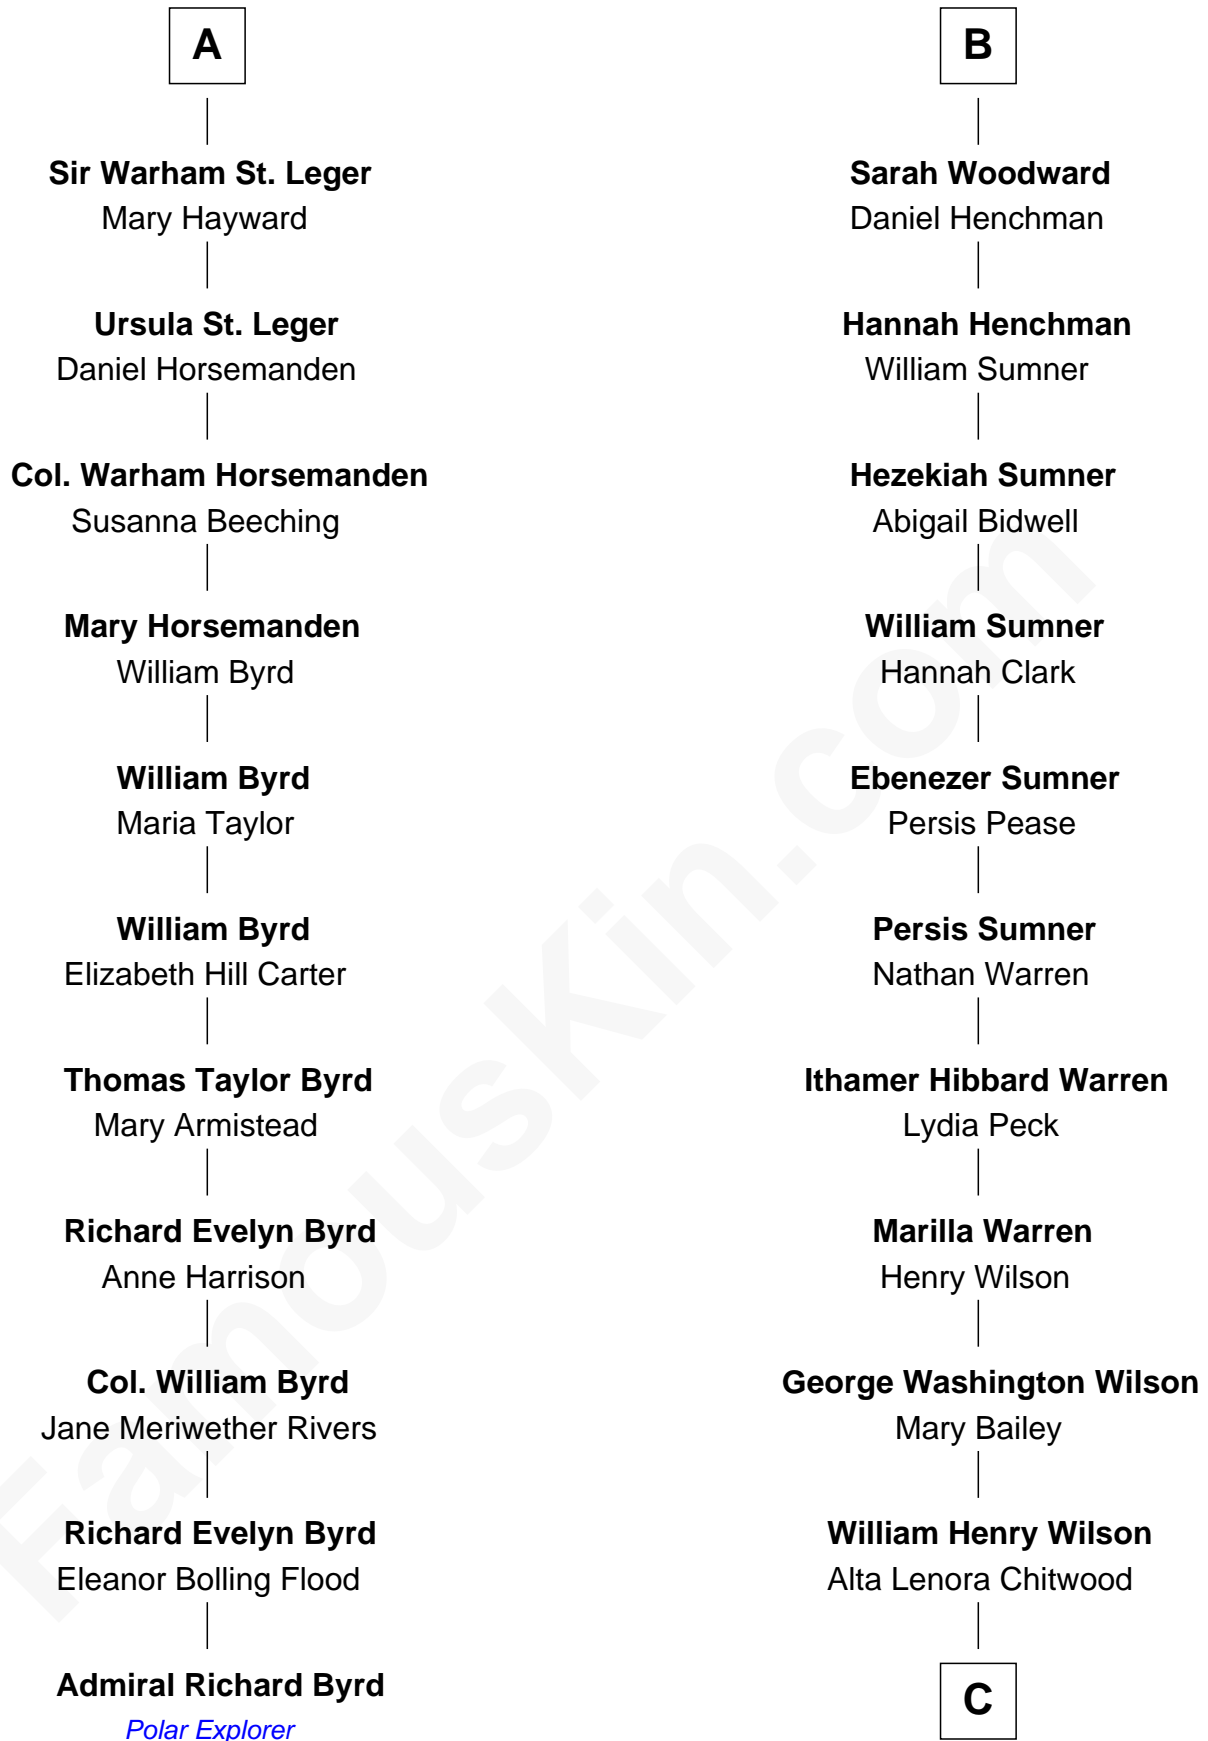 A
Sir Warham St. Leger
Mary Hayward
Ursula St. Leger
Daniel Horsemanden
Col. Warham Horsemanden
Susanna Beeching
Mary Horsemanden
William Byrd
William Byrd
Maria Taylor
William Byrd
Elizabeth Hill Carter
Thomas Taylor Byrd
Mary Armistead
Richard Evelyn Byrd
Anne Harrison
Col. William Byrd
Jane Meriwether Rivers
Richard Evelyn Byrd
Eleanor Bolling Flood
Admiral Richard Byrd
Polar Explorer
B
Sarah Woodward
Daniel Henchman
Hannah Henchman
William Sumner
Hezekiah Sumner
Abigail Bidwell
William Sumner
Hannah Clark
Ebenezer Sumner
Persis Pease
Persis Sumner
Nathan Warren
Ithamer Hibbard Warren
Lydia Peck
Marilla Warren
Henry Wilson
George Washington Wilson
Mary Bailey
William Henry Wilson
Alta Lenora Chitwood
C
FamousKin.com